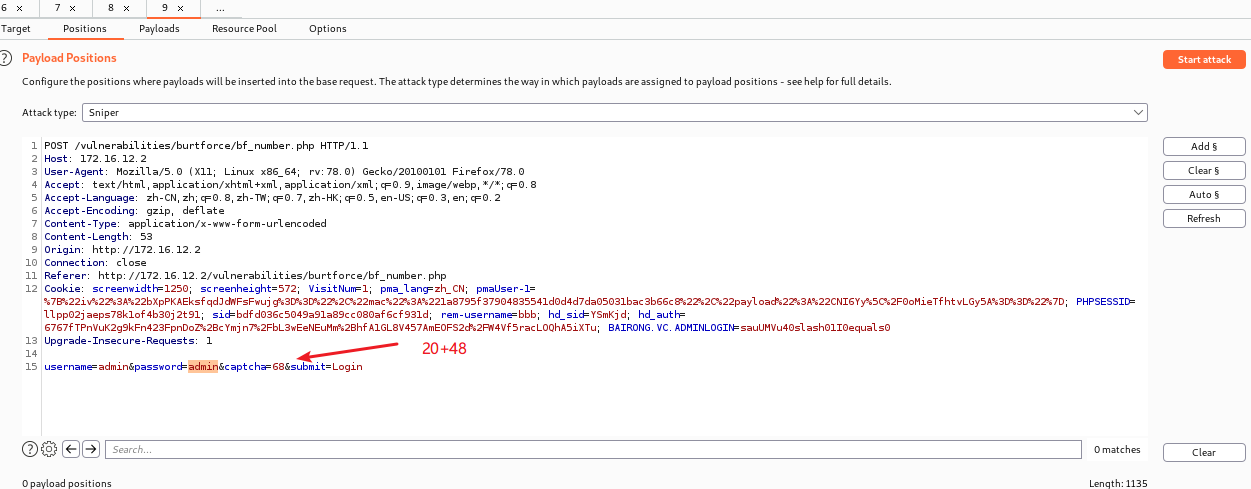 6 × 7 × 8 × 9 × ...
Target Positions Payloads Resource Pool Options
? Payload Positions
Start attack
Configure the positions where payloads will be inserted into the base request. The attack type determines the way in which payloads are assigned to payload positions - see help for full details.
Attack type: Sniper
1 POST /vulnerabilities/burtforce/bf_number.php HTTP/1.1
2 Host: 172.16.12.2
3 User-Agent: Mozilla/5.0 (X11; Linux x86_64; rv:78.0) Gecko/20100101 Firefox/78.0
4 Accept: text/html,application/xhtml+xml,application/xml;q=0.9,image/webp,*/*;q=0.8
5 Accept-Language: zh-CN,zh;q=0.8,zh-TW;q=0.7,zh-HK;q=0.5,en-US;q=0.3,en;q=0.2
6 Accept-Encoding: gzip, deflate
7 Content-Type: application/x-www-form-urlencoded
8 Content-Length: 53
9 Origin: http://172.16.12.2
10 Connection: close
11 Referer: http://172.16.12.2/vulnerabilities/burtforce/bf_number.php
12 Cookie: screenwidth=1250; screenheight=572; VisitNum=1; pma_lang=zh_CN; pmaUser-1=
%7B%22iv%22%3A%22bXpPKAEksfqdJdWFsFwujg%3D%3D%22%2C%22mac%22%3A%221a8795f37904835541d0d4d7da05031bac3b66c8%22%2C%22payload%22%3A%22CNI6Yy%5C%2F0oMieTfhtvLGy5A%3D%3D%22%7D; PHPSESSID=
llpp02jaeps78k1of4b30j2t91; sid=bdfd036c5049a91a89cc080af6cf931d; rem-username=bbb; hd_sid=YSmKjd; hd_auth=
6767fTPnVuK2g9kFn423FpnDoZ%2BcYmjn7%2FbL3wEeNEuMm%2BhfA1GL8V457AmEOFS2d%2FW4Vf5racLOQhA5iXTu; BAIRONG.VC.ADMINLOGIN=sauUMVu40slash01I0equals0
13 Upgrade-Insecure-Requests: 1
14
15 username=admin&password=admin&captcha=68&submit=Login
20+48
Add §
Clear §
Auto §
Refresh
? Search... 0 matches Clear
0 payload positions Length: 1135